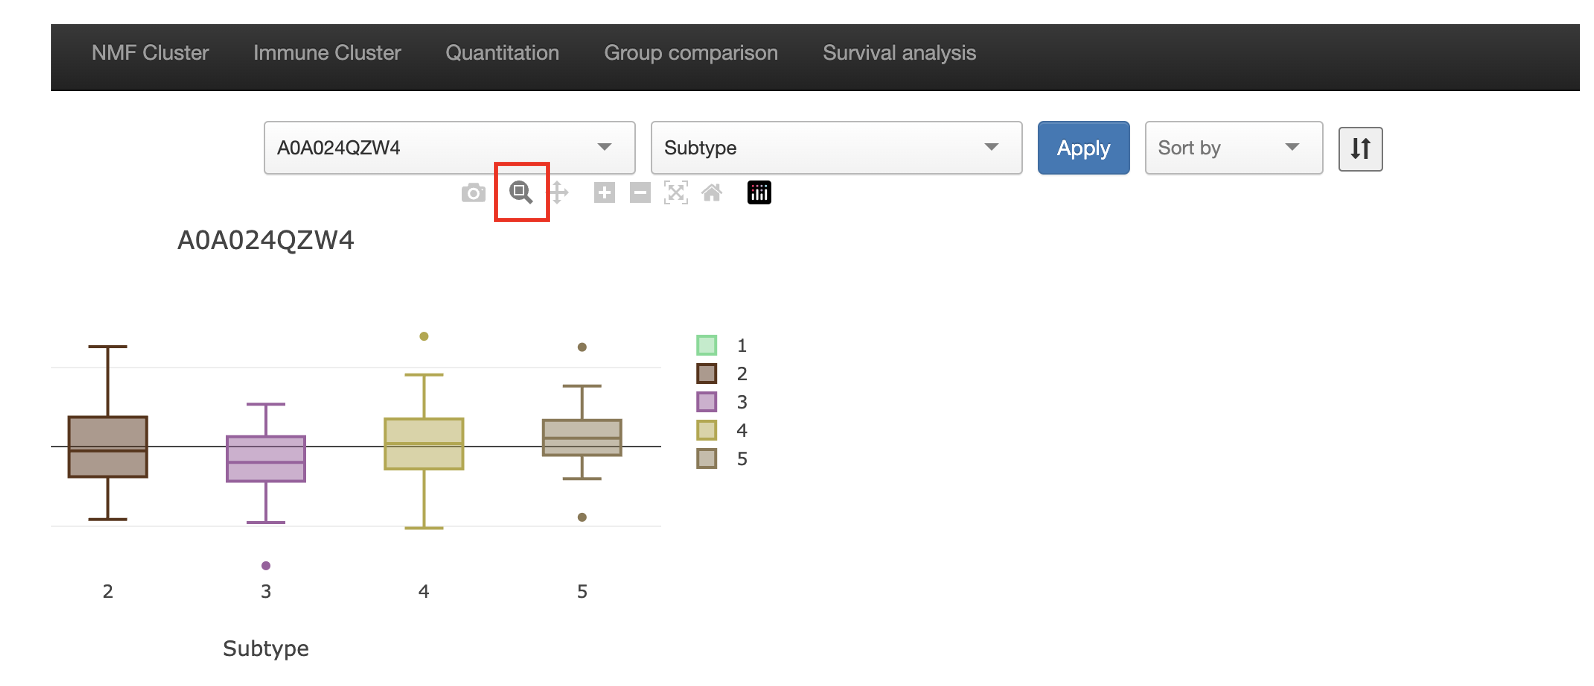 NMF Cluster Immune Cluster Quantitation Group comparison Survival analysis
A0A024QZW4 Subtype Apply Sort by
A0A024QZW4
1
2
3
4
5
2 3 4 5
Subtype